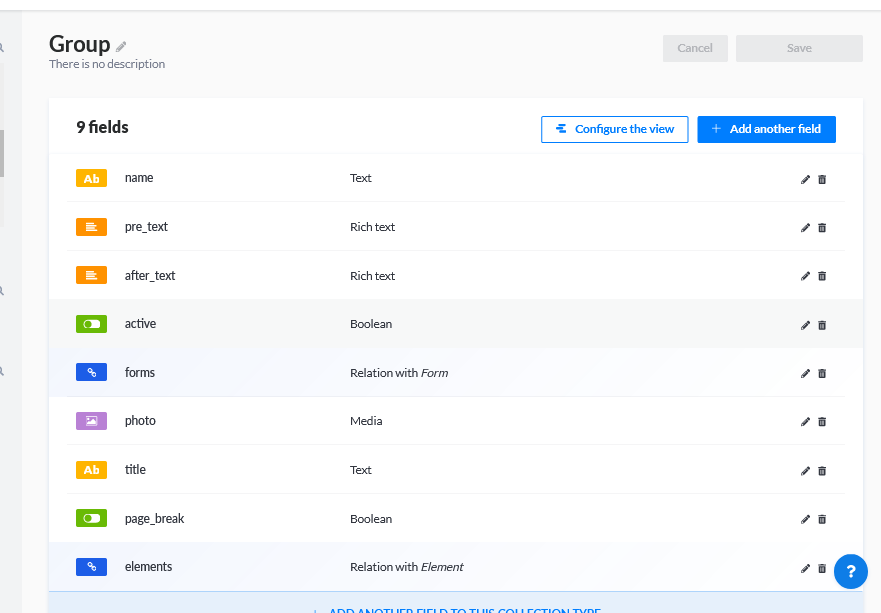 Group
There is no description
Cancel
Save
9 fields
Configure the view
Add another field
Ab name Text
pre_text Rich text
after_text Rich text
active Boolean
forms Relation with Form
photo Media
Ab title Text
page_break Boolean
elements Relation with Element
?
ADD ANOTHER FIELD TO THIS COLLECTION TYPE